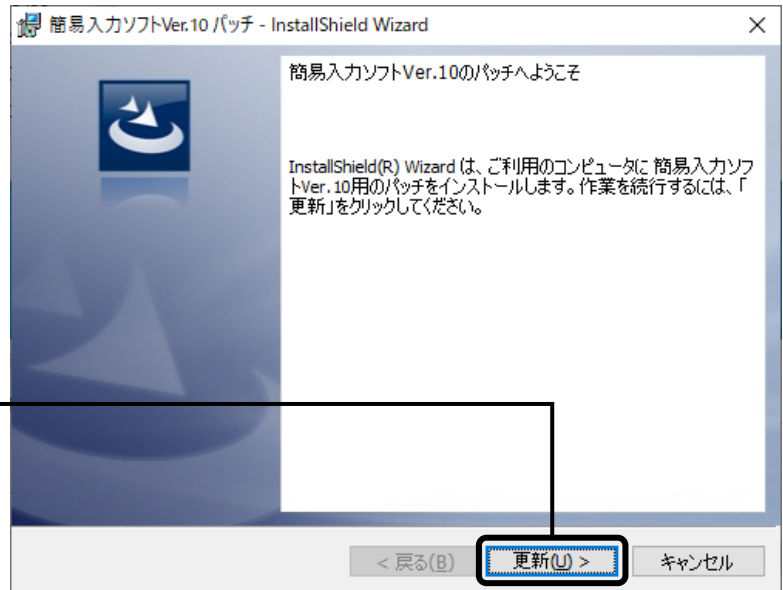 簡易入力ソフトVer.10 パッチ - InstallShield Wizard
簡易入力ソフトVer.10のパッチへようこそ
InstallShield(R) Wizard は、ご利用のコンピュータに 簡易入力ソフ
トVer.10用のパッチをインストールします。作業を続行するには、「
更新」をクリックしてください。
< 戻る(B)
更新(U) >
キャンセル